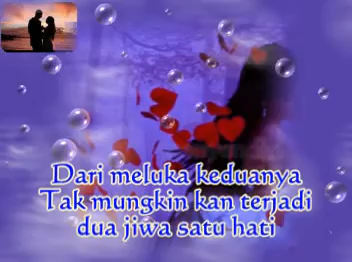 Dari meluka keduanya
Tak mungkin kan terjadi
dua jiwa satu hati